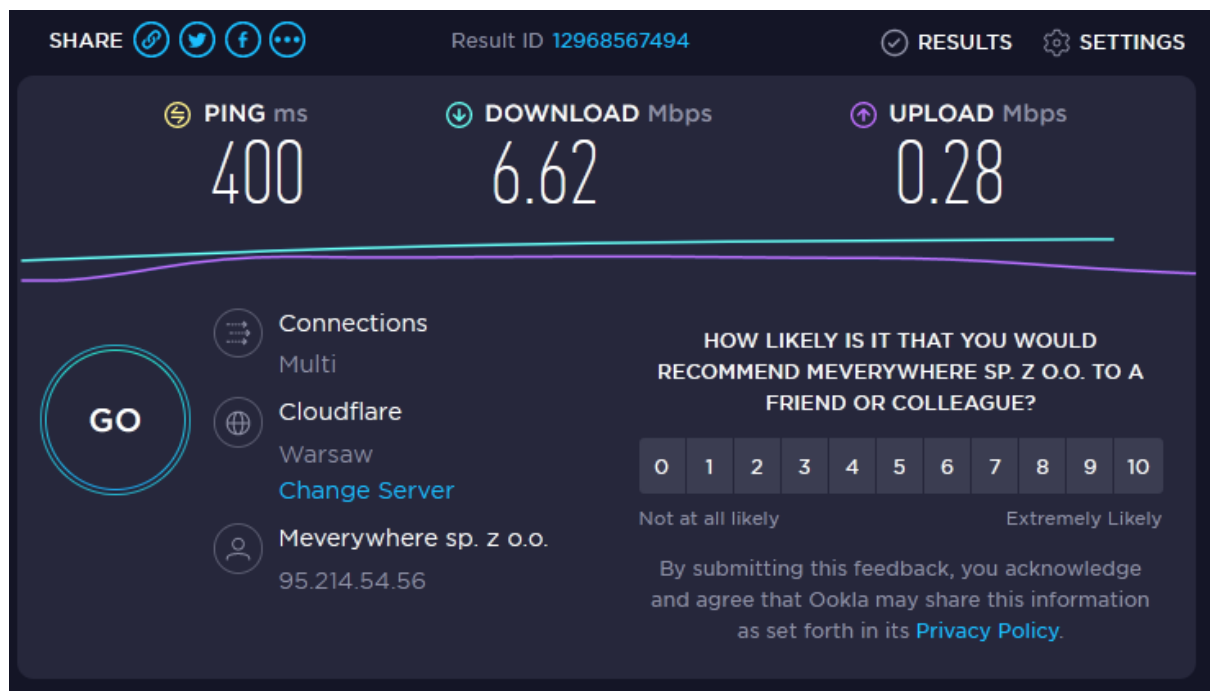 SHARE
Result ID 12968567494
RESULTS
SETTINGS
PING ms
400
DOWNLOAD Mbps
6.62
UPLOAD Mbps
0.28
GO
Connections
Multi
Cloudflare
Warsaw
Change Server
Meverywhere sp. z o.o.
95.214.54.56
HOW LIKELY IS IT THAT YOU WOULD
RECOMMEND MEVERYWHERE SP. Z O.O. TO A
FRIEND OR COLLEAGUE?
0 1 2 3 4 5 6 7 8 9 10
Not at all likely
Extremely Likely
By submitting this feedback, you acknowledge
and agree that Ookla may share this information
as set forth in its Privacy Policy.